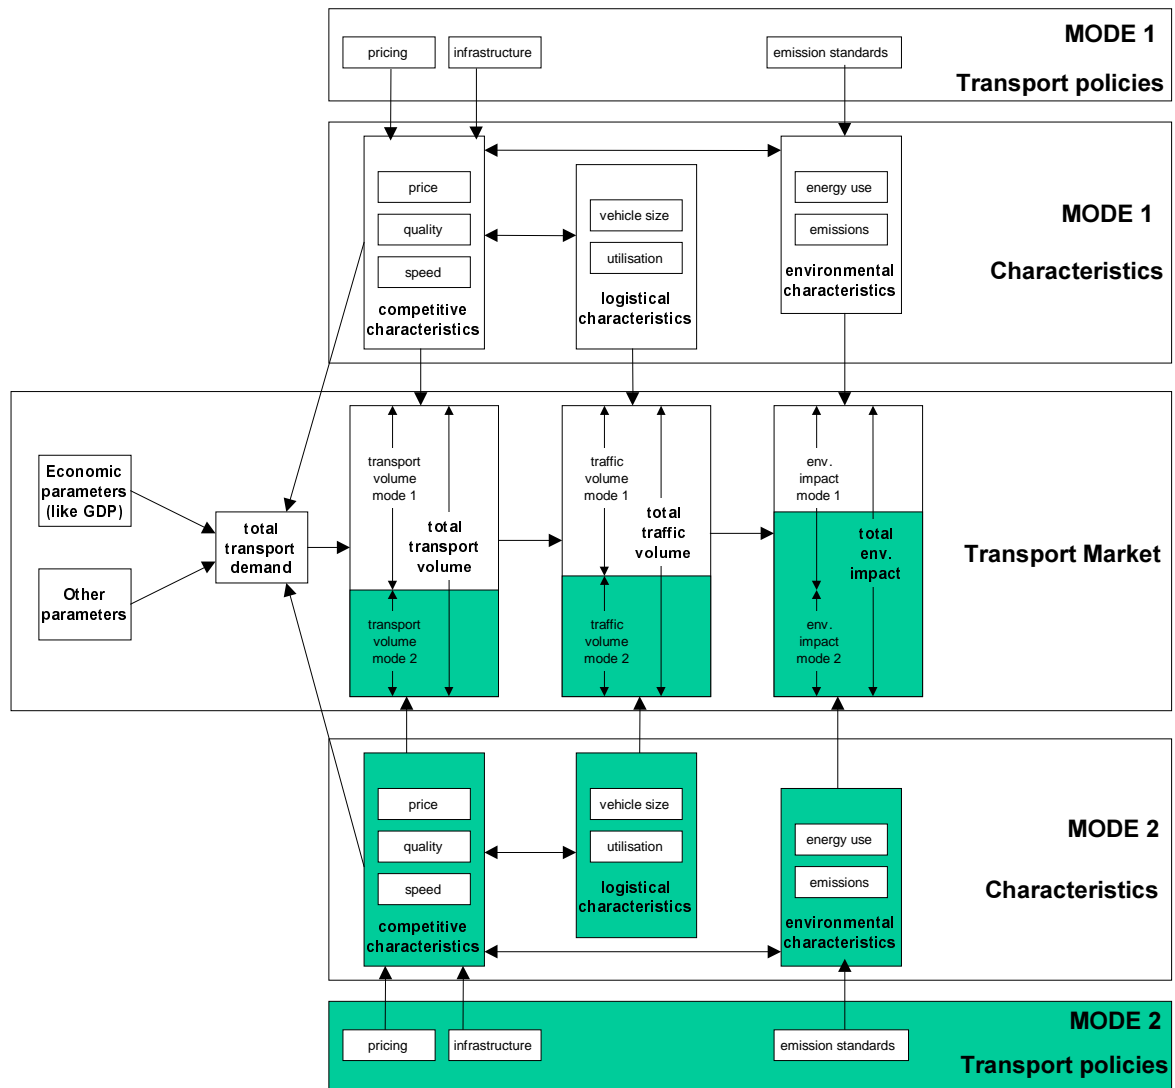 MODE 1
Transport policies
pricing
infrastructure
emission standards
MODE 1
Characteristics
price
quality
speed
competitive
characteristics
vehicle size
utilisation
logistical
characteristics
energy use
emissions
environmental
characteristics
Transport Market
Economic
parameters
(like GDP)
Other
parameters
total
transport
demand
transport
volume
mode 1
total
transport
volume
transport
volume
mode 2
traffic
volume
mode 1
total
traffic
volume
traffic
volume
mode 2
env.
impact
mode 1
total
env.
impact
env.
impact
mode 2
MODE 2
Characteristics
price
quality
speed
competitive
characteristics
vehicle size
utilisation
logistical
characteristics
energy use
emissions
environmental
characteristics
MODE 2
Transport policies
pricing
infrastructure
emission standards